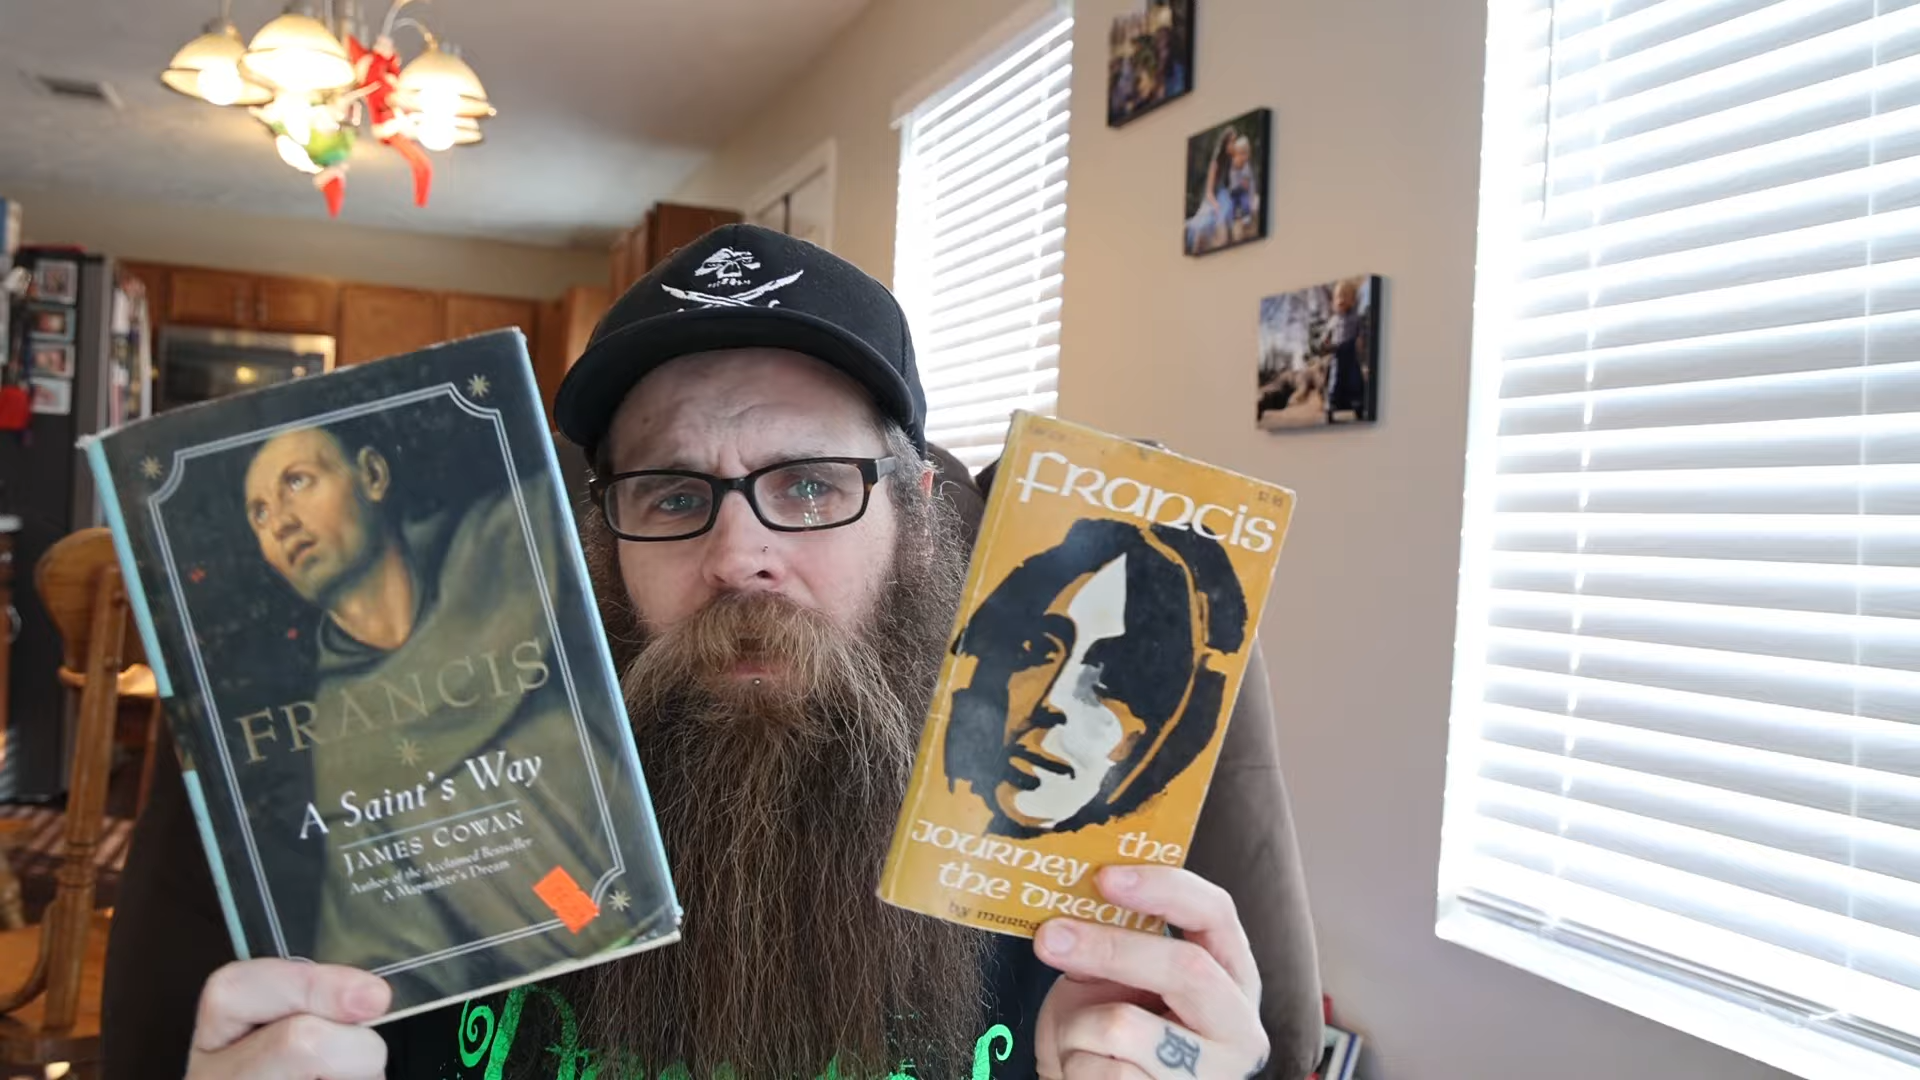 FRANCIS
A Saint's Way
JAMES COWAN
Author of the Acclaimed Bestseller
A Mapmaker's Dream
francis
the
journey
the dream
by